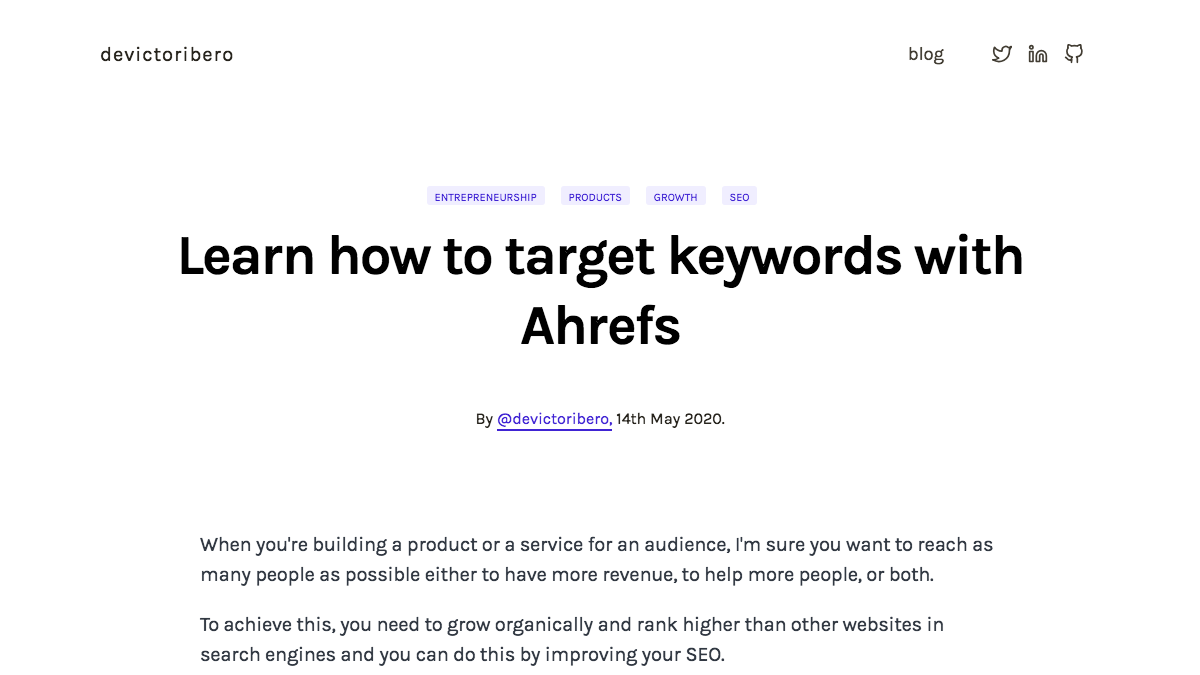 devictoribero
blog
ENTREPRENEURSHIP PRODUCTS GROWTH SEO
Learn how to target keywords with
Ahrefs
By @devictoribero, 14th May 2020.
When you're building a product or a service for an audience, I'm sure you want to reach as
many people as possible either to have more revenue, to help more people, or both.
To achieve this, you need to grow organically and rank higher than other websites in
search engines and you can do this by improving your SEO.